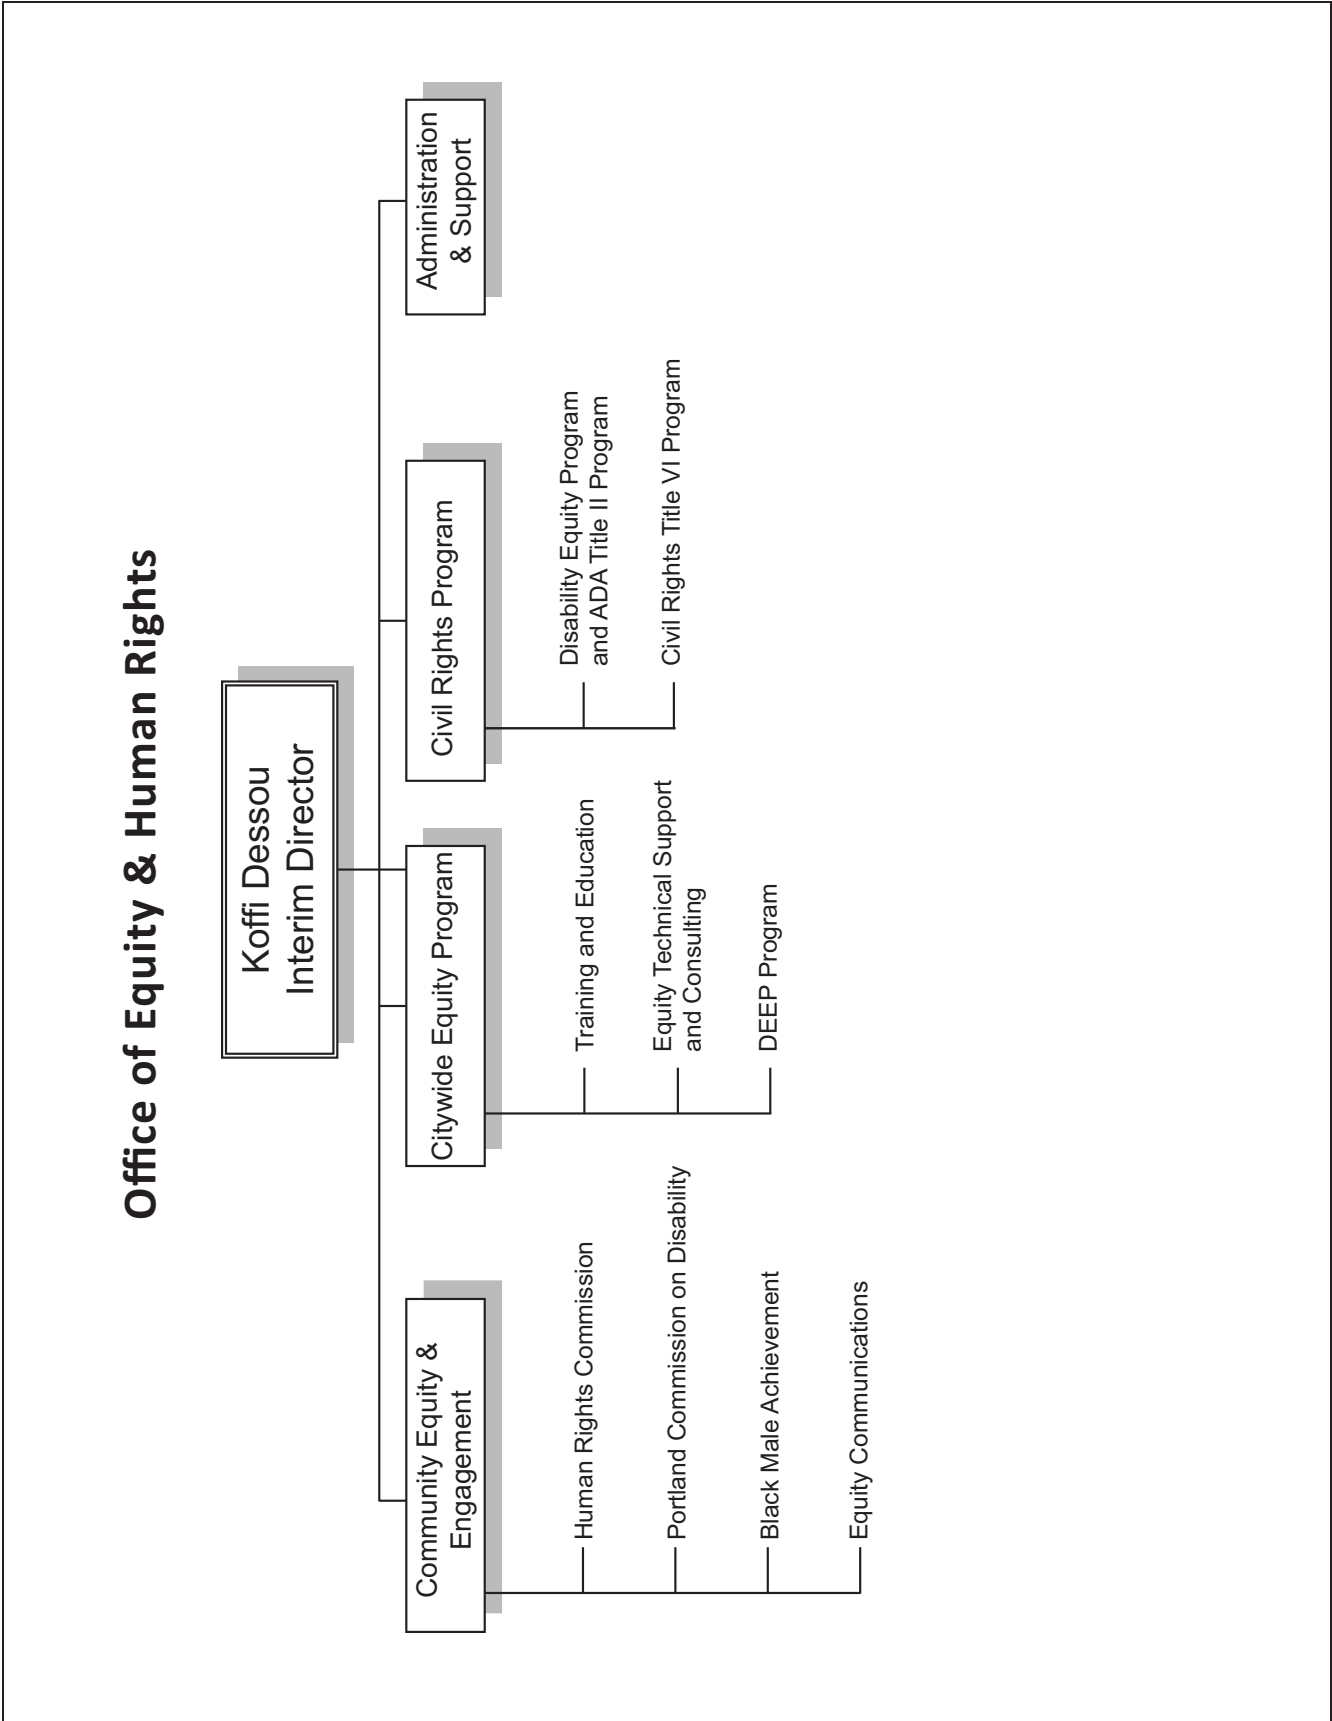 Office of Equity & Human Rights
Koffi Dessou
Interim Director
Community Equity &
Engagement
Human Rights Commission
Portland Commission on Disability
Black Male Achievement
Equity Communications
Citywide Equity Program
Training and Education
Equity Technical Support
and Consulting
DEEP Program
Civil Rights Program
Disability Equity Program
and ADA Title II Program
Civil Rights Title VI Program
Administration
& Support